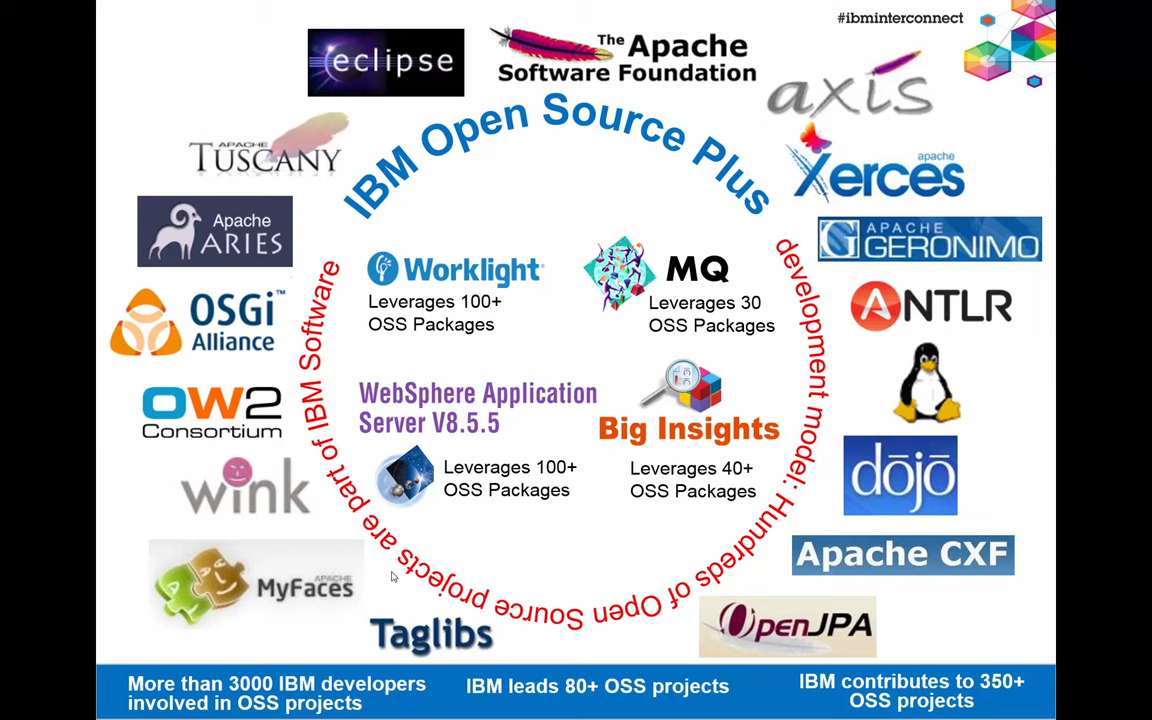 #ibminterconnect
eclipse
The Apache
Software Foundation
axis
APACHE
TUSCANY
apache
Xerces
IBM Open Source Plus
Apache
ARIES
APACHE
GERONIMO
development model: Hundreds of Open Source projects are part of IBM Software
Worklight
Leverages 100+
OSS Packages
MQ
Leverages 30
OSS Packages
OSGi™
Alliance
ANTLR
WebSphere Application
Server V8.5.5
Leverages 100+
OSS Packages
Big Insights
Leverages 40+
OSS Packages
OW2
Consortium
wink
dōjō
Apache CXF
APACHE
MyFaces
Taglibs
OpenJPA
More than 3000 IBM developers
involved in OSS projects
IBM leads 80+ OSS projects
IBM contributes to 350+
OSS projects